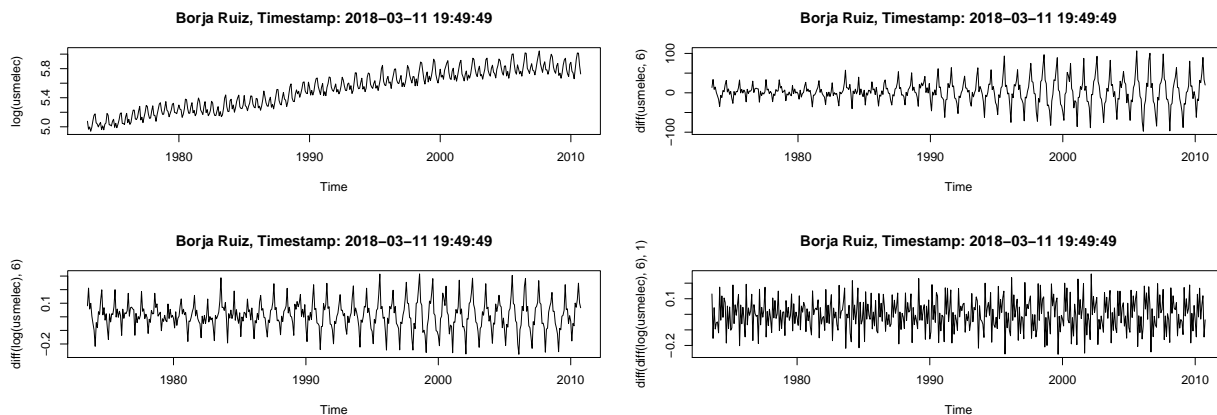 Borja Ruiz, Timestamp: 2018−03−11 19:49:49
log(usmelec)
5.0 5.4 5.8
1980 1990 2000 2010
Time
Borja Ruiz, Timestamp: 2018−03−11 19:49:49
diff(usmelec, 6)
−100 0 100
1980 1990 2000 2010
Time
Borja Ruiz, Timestamp: 2018−03−11 19:49:49
diff(log(usmelec), 6)
−0.2 0.1
1980 1990 2000 2010
Time
Borja Ruiz, Timestamp: 2018−03−11 19:49:49
diff(diff(log(usmelec), 6), 1)
−0.2 0.1
1980 1990 2000 2010
Time